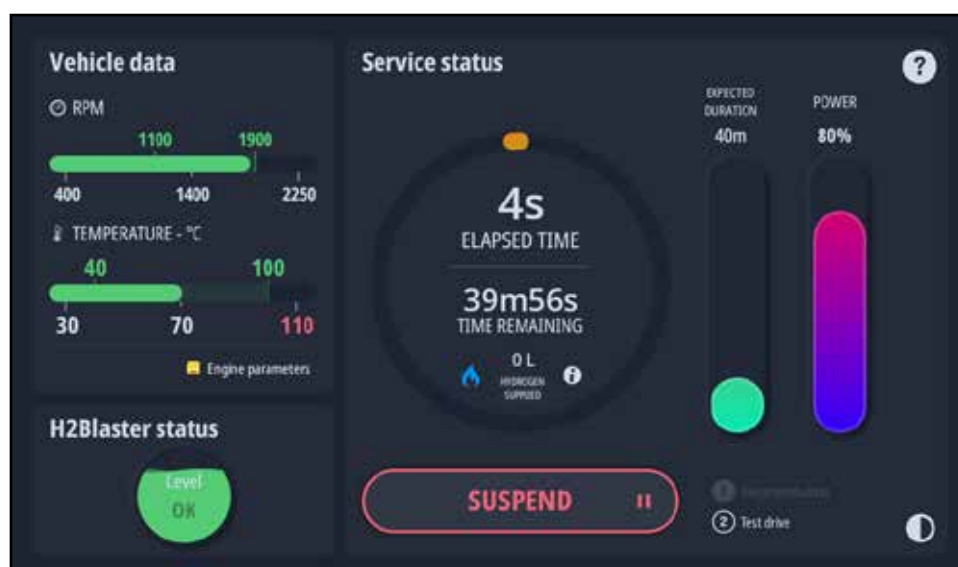 Vehicle data
RPM
1100 1900
400 1400 2250
TEMPERATURE - °C
40 100
30 70 110
Engine parameters
H2Blaster status
Level
OK
Service status
?
4s
ELAPSED TIME
39m56s
TIME REMAINING
0 L
HYDROGEN
SUPPLIED
i
SUSPEND
EXPECTED
DURATION
40m
POWER
80%
2 Test drive